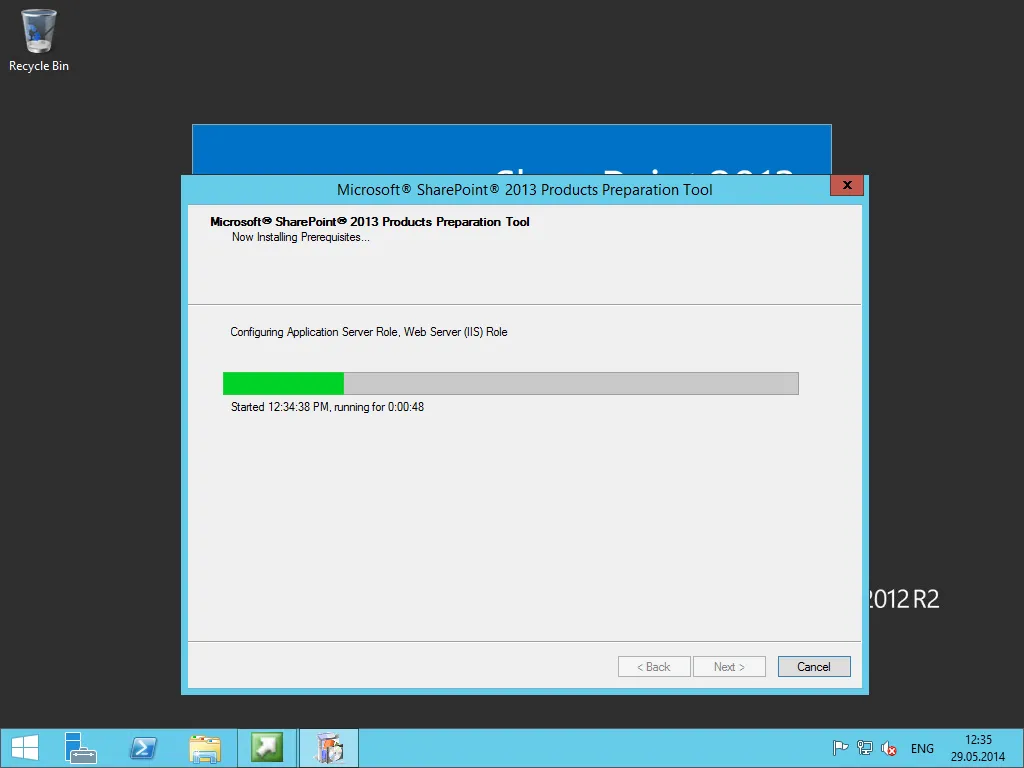 Recycle Bin
SharePoint 2013
Microsoft® SharePoint® 2013 Products Preparation Tool
x
Microsoft® SharePoint® 2013 Products Preparation Tool
Now Installing Prerequisites...
Configuring Application Server Role, Web Server (IIS) Role
Started 12:34:38 PM, running for 0:00:48
2012 R2
< Back
Next >
Cancel
ENG
12:35
29.05.2014